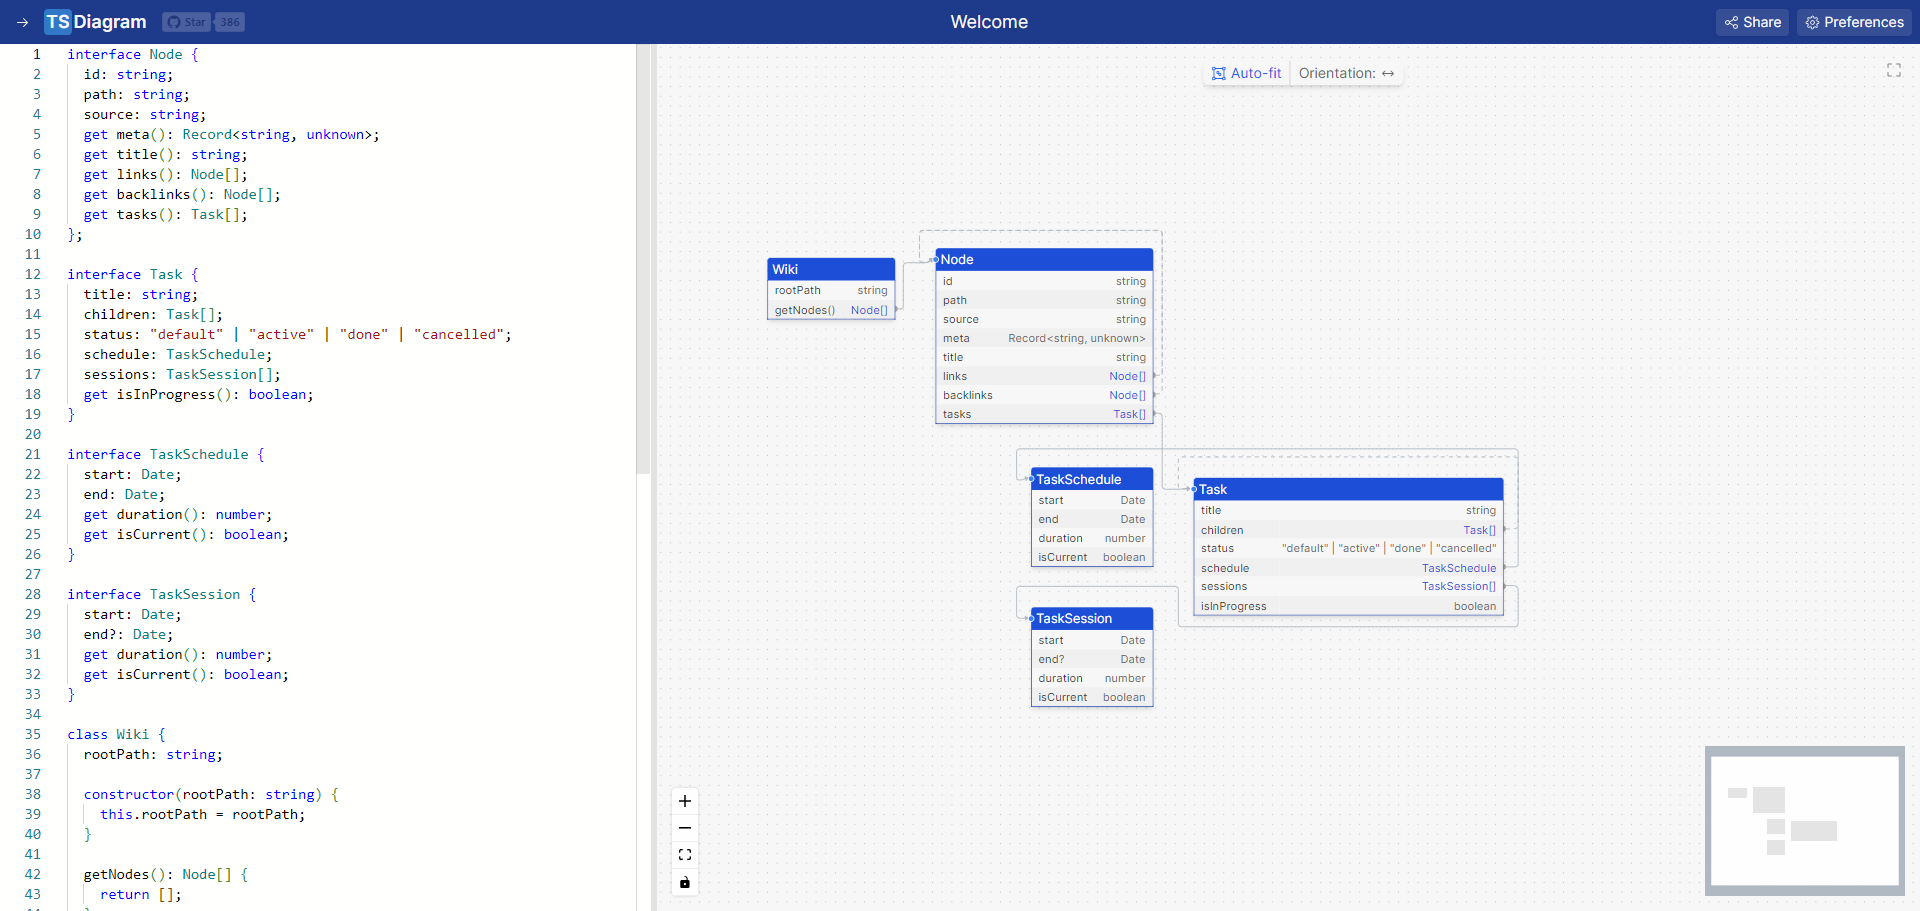 TS Diagram
Star 386
Welcome
Share
Preferences
1 interface Node {
2 id: string;
3 path: string;
4 source: string;
5 get meta(): Record<string, unknown>;
6 get title(): string;
7 get links(): Node[];
8 get backlinks(): Node[];
9 get tasks(): Task[];
10 };
11
12 interface Task {
13 title: string;
14 children: Task[];
15 status: "default" | "active" | "done" | "cancelled";
16 schedule: TaskSchedule;
17 sessions: TaskSession[];
18 get isInProgress(): boolean;
19 }
20
21 interface TaskSchedule {
22 start: Date;
23 end: Date;
24 get duration(): number;
25 get isCurrent(): boolean;
26 }
27
28 interface TaskSession {
29 start: Date;
30 end?: Date;
31 get duration(): number;
32 get isCurrent(): boolean;
33 }
34
35 class Wiki {
36 rootPath: string;
37
38 constructor(rootPath: string) {
39 this.rootPath = rootPath;
40 }
41
42 getNodes(): Node[] {
43 return [];
Auto-fit
Orientation: ↔
Wiki
rootPath string
getNodes() Node[]
Node
id string
path string
source string
meta Record<string, unknown>
title string
links Node[]
backlinks Node[]
tasks Task[]
TaskSchedule
start Date
end Date
duration number
isCurrent boolean
Task
title string
children Task[]
status "default" | "active" | "done" | "cancelled"
schedule TaskSchedule
sessions TaskSession[]
isInProgress boolean
TaskSession
start Date
end? Date
duration number
isCurrent boolean